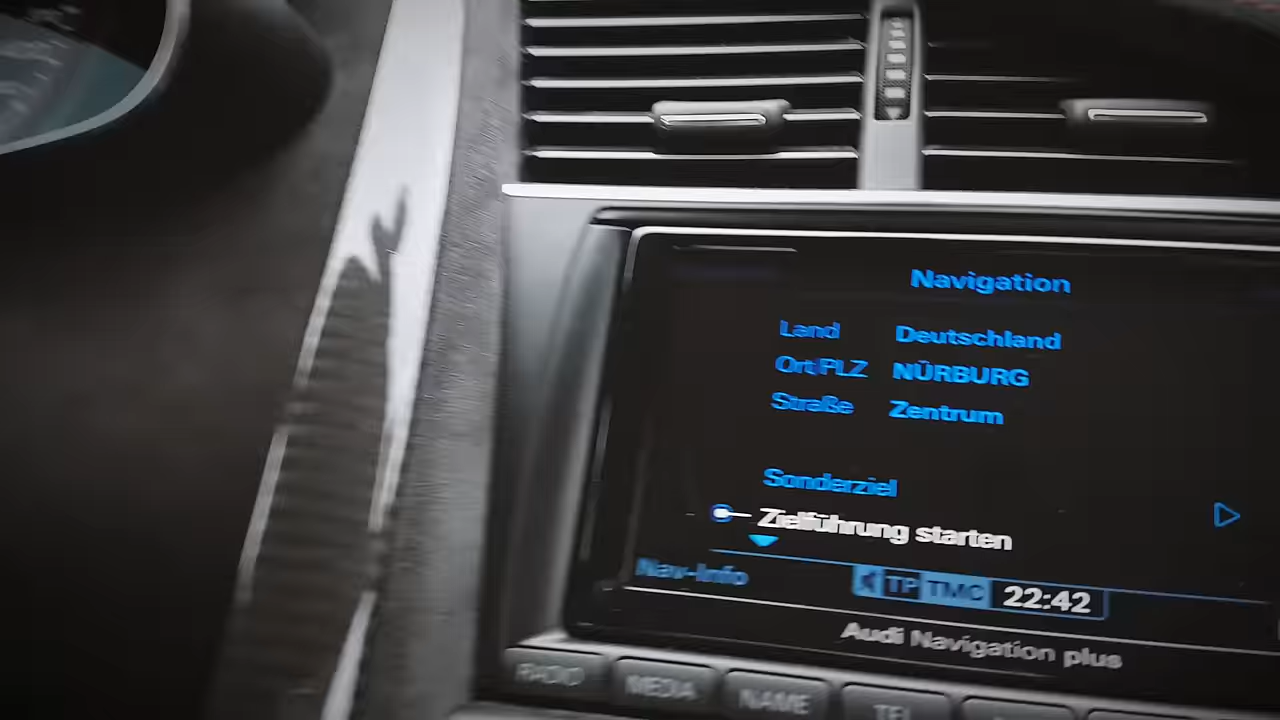 Navigation
Land Deutschland
Ort/PLZ NÜRBURG
Straße Zentrum
Sonderziel
Zielführung starten
Nav-Info TP TMC 22:42
Audi Navigation plus
RADIO MEDIA NAME TEL